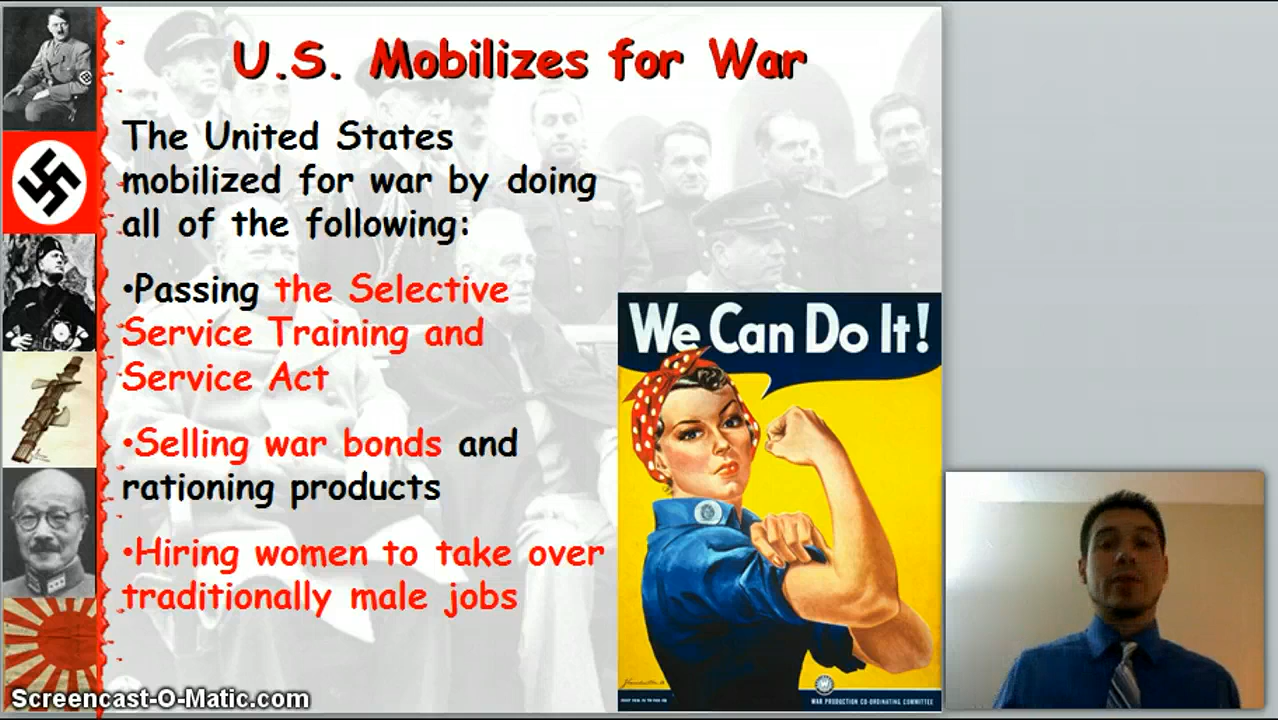 U.S. Mobilizes for War
The United States
mobilized for war by doing
all of the following:
•Passing the Selective
Service Training and
Service Act
•Selling war bonds and
rationing products
•Hiring women to take over
traditionally male jobs
We Can Do It!
WAR PRODUCTION CO-ORDINATING COMMITTEE
Screencast-O-Matic.com